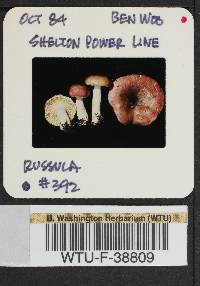 OCT 84 BEN WOO
SHELTON POWER LINE
RUSSULA
#392
B. Washington Herbarium (WTU)
WTU-F-38809